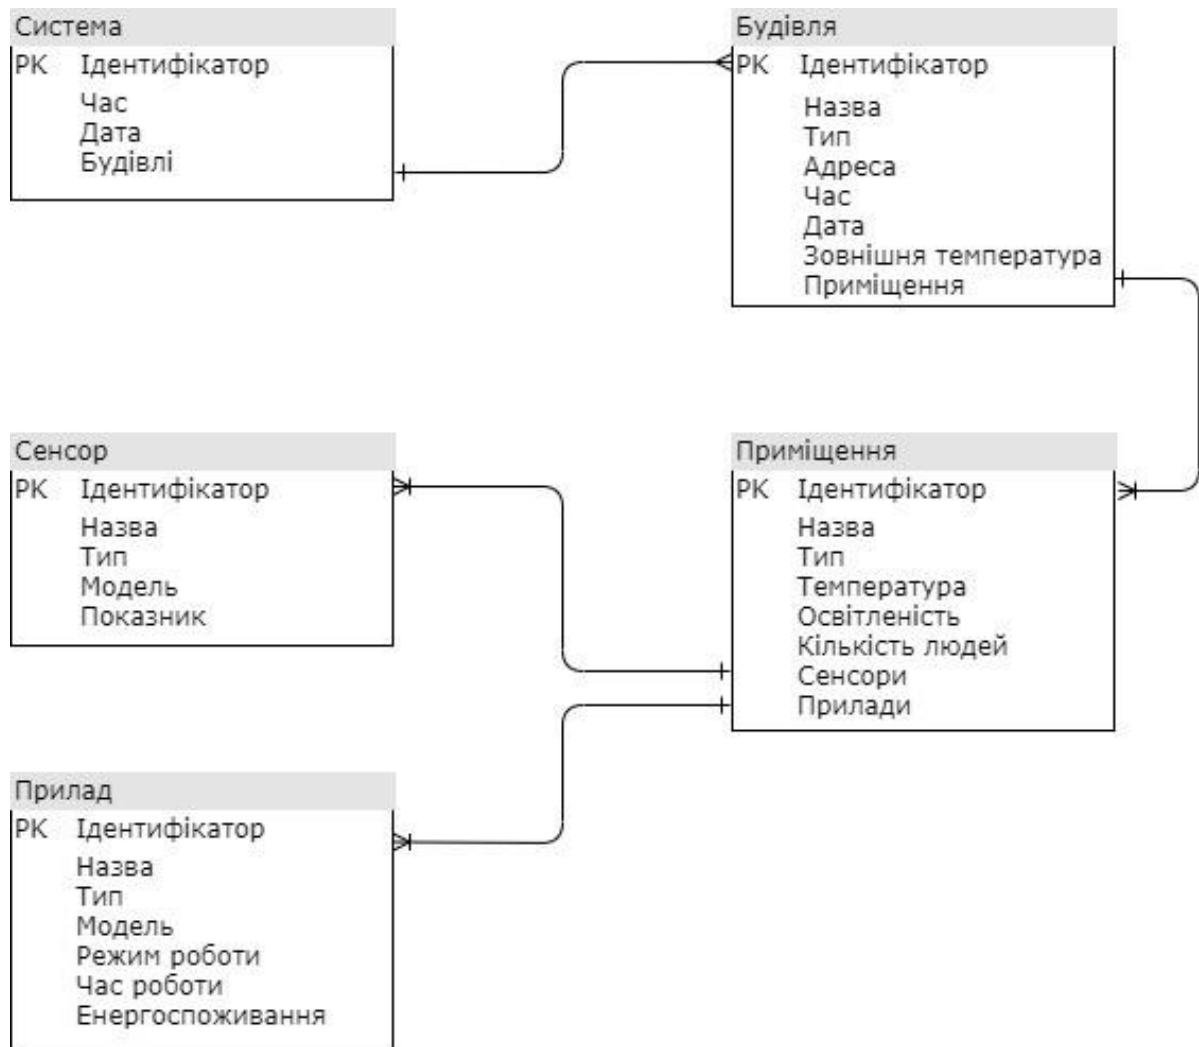 Система
PK Ідентифікатор
Час
Дата
Будівлі
Будівля
PK Ідентифікатор
Назва
Тип
Адреса
Час
Дата
Зовнішня температура
Приміщення
Сенсор
PK Ідентифікатор
Назва
Тип
Модель
Показник
Приміщення
PK Ідентифікатор
Назва
Тип
Температура
Освітленість
Кількість людей
Сенсори
Прилади
Прилад
PK Ідентифікатор
Назва
Тип
Модель
Режим роботи
Час роботи
Енергоспоживання